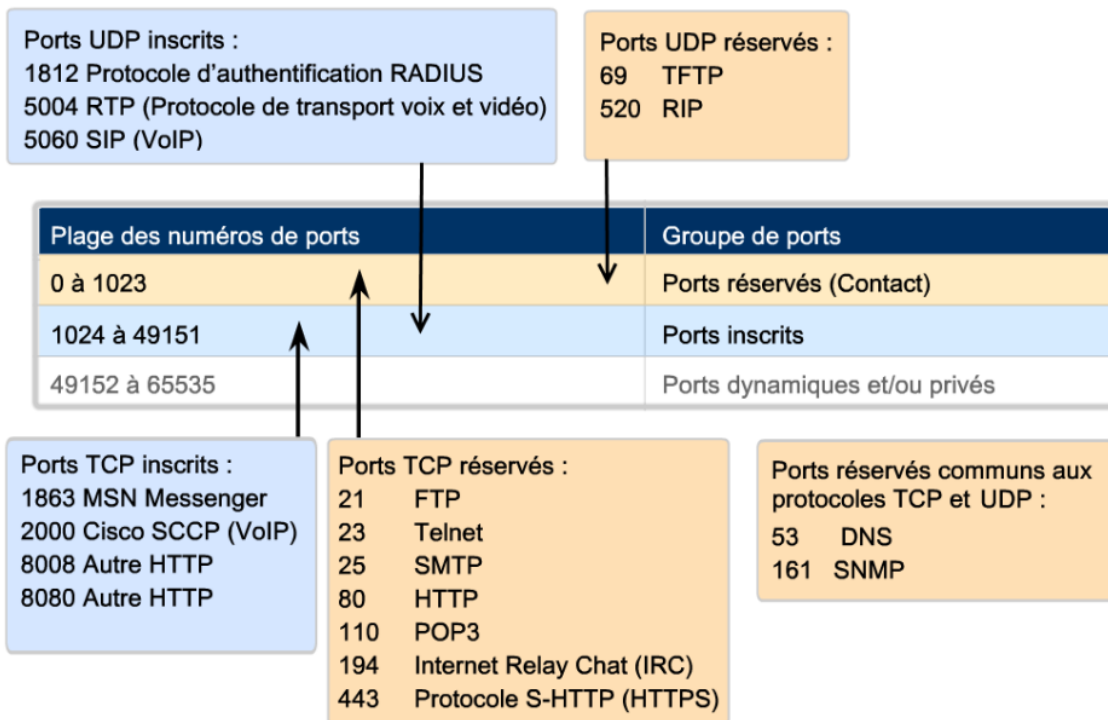 Ports UDP inscrits :
1812 Protocole d'authentification RADIUS
5004 RTP (Protocole de transport voix et vidéo)
5060 SIP (VoIP)
Ports UDP réservés :
69 TFTP
520 RIP
Plage des numéros de ports Groupe de ports
0 à 1023 Ports réservés (Contact)
1024 à 49151 Ports inscrits
49152 à 65535 Ports dynamiques et/ou privés
Ports TCP inscrits :
1863 MSN Messenger
2000 Cisco SCCP (VoIP)
8008 Autre HTTP
8080 Autre HTTP
Ports TCP réservés :
21 FTP
23 Telnet
25 SMTP
80 HTTP
110 POP3
194 Internet Relay Chat (IRC)
443 Protocole S-HTTP (HTTPS)
Ports réservés communs aux
protocoles TCP et UDP :
53 DNS
161 SNMP